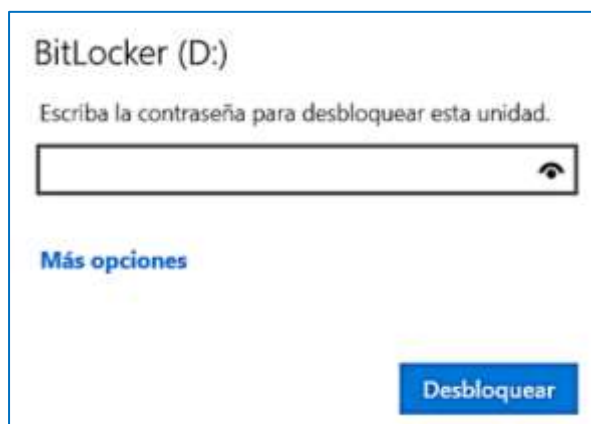 BitLocker (D:)
Escriba la contraseña para desbloquear esta unidad.
Más opciones
Desbloquear